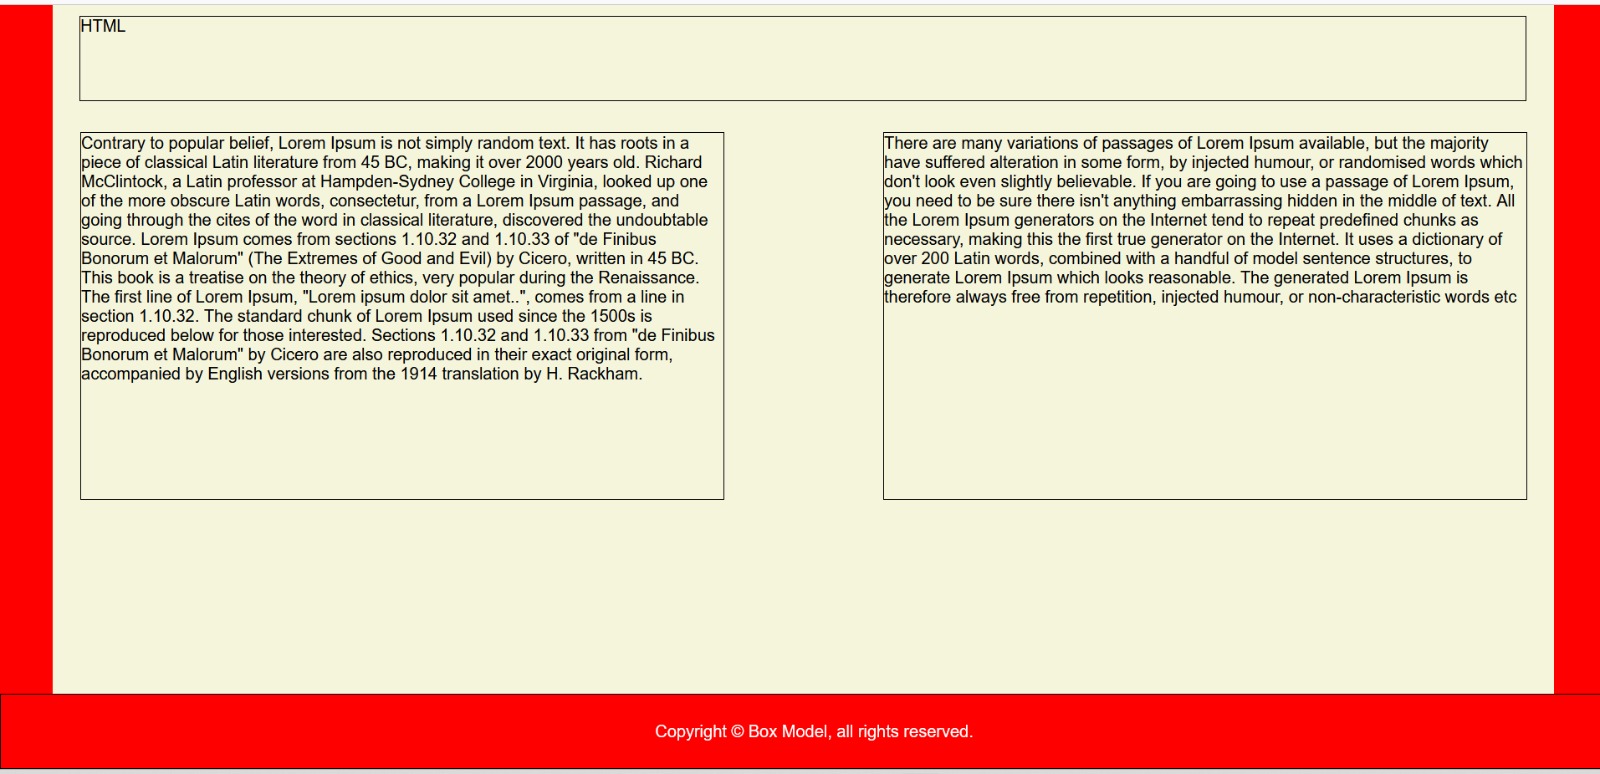 HTML
Contrary to popular belief, Lorem Ipsum is not simply random text. It has roots in a
piece of classical Latin literature from 45 BC, making it over 2000 years old. Richard
McClintock, a Latin professor at Hampden-Sydney College in Virginia, looked up one
of the more obscure Latin words, consectetur, from a Lorem Ipsum passage, and
going through the cites of the word in classical literature, discovered the undoubtable
source. Lorem Ipsum comes from sections 1.10.32 and 1.10.33 of "de Finibus
Bonorum et Malorum" (The Extremes of Good and Evil) by Cicero, written in 45 BC.
This book is a treatise on the theory of ethics, very popular during the Renaissance.
The first line of Lorem Ipsum, "Lorem ipsum dolor sit amet..", comes from a line in
section 1.10.32. The standard chunk of Lorem Ipsum used since the 1500s is
reproduced below for those interested. Sections 1.10.32 and 1.10.33 from "de Finibus
Bonorum et Malorum" by Cicero are also reproduced in their exact original form,
accompanied by English versions from the 1914 translation by H. Rackham.
There are many variations of passages of Lorem Ipsum available, but the majority
have suffered alteration in some form, by injected humour, or randomised words which
don't look even slightly believable. If you are going to use a passage of Lorem Ipsum,
you need to be sure there isn't anything embarrassing hidden in the middle of text. All
the Lorem Ipsum generators on the Internet tend to repeat predefined chunks as
necessary, making this the first true generator on the Internet. It uses a dictionary of
over 200 Latin words, combined with a handful of model sentence structures, to
generate Lorem Ipsum which looks reasonable. The generated Lorem Ipsum is
therefore always free from repetition, injected humour, or non-characteristic words etc
Copyright © Box Model, all rights reserved.